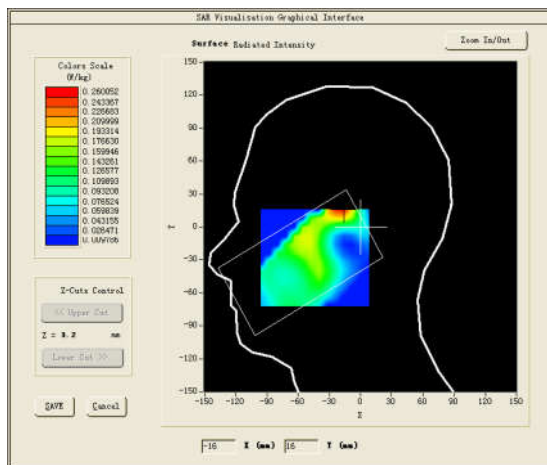 SAR Visualisation Graphical Interface
Surface Radiated Intensity
Zoom In/Out
Colors Scale
(W/kg)
0.260052
0.243367
0.226683
0.209999
0.193314
0.176630
0.159946
0.143261
0.126577
0.109893
0.093208
0.076524
0.059839
0.043155
0.026471
150
120
90
60
30
0
-30
-60
-90
-120
-150
Y
-150 -120 -90 -60 -30 0 30 60 90 120 150
X
Z-Cuts Control
<< Upper Cut
Z = 8.2 mm
Lower Cut >>
SAVE
Cancel
-16 X (mm) 16 Y (mm)